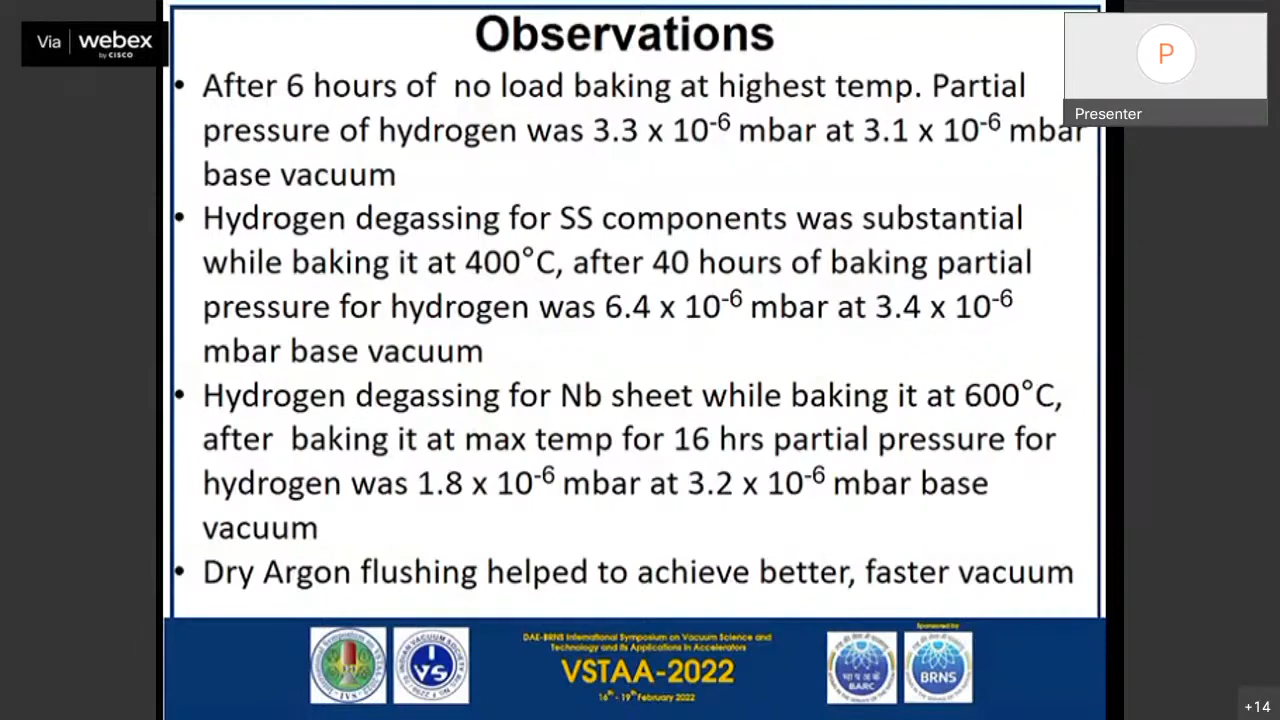 Observations
Via webex
by CISCO
P
Presenter
• After 6 hours of no load baking at highest temp. Partial
pressure of hydrogen was 3.3 x 10⁻⁶ mbar at 3.1 x 10⁻⁶ mbar
base vacuum
• Hydrogen degassing for SS components was substantial
while baking it at 400°C, after 40 hours of baking partial
pressure for hydrogen was 6.4 x 10⁻⁶ mbar at 3.4 x 10⁻⁶
mbar base vacuum
• Hydrogen degassing for Nb sheet while baking it at 600°C,
after baking it at max temp for 16 hrs partial pressure for
hydrogen was 1.8 x 10⁻⁶ mbar at 3.2 x 10⁻⁶ mbar base
vacuum
• Dry Argon flushing helped to achieve better, faster vacuum
DAE-BRNS International Symposium on Vacuum Science and
Technology and its Applications in Accelerators
VSTAA-2022
16th - 19th February 2022
INDIAN VACUUM SOCIETY
IVS
Sponsored by
BARC
BRNS
+14